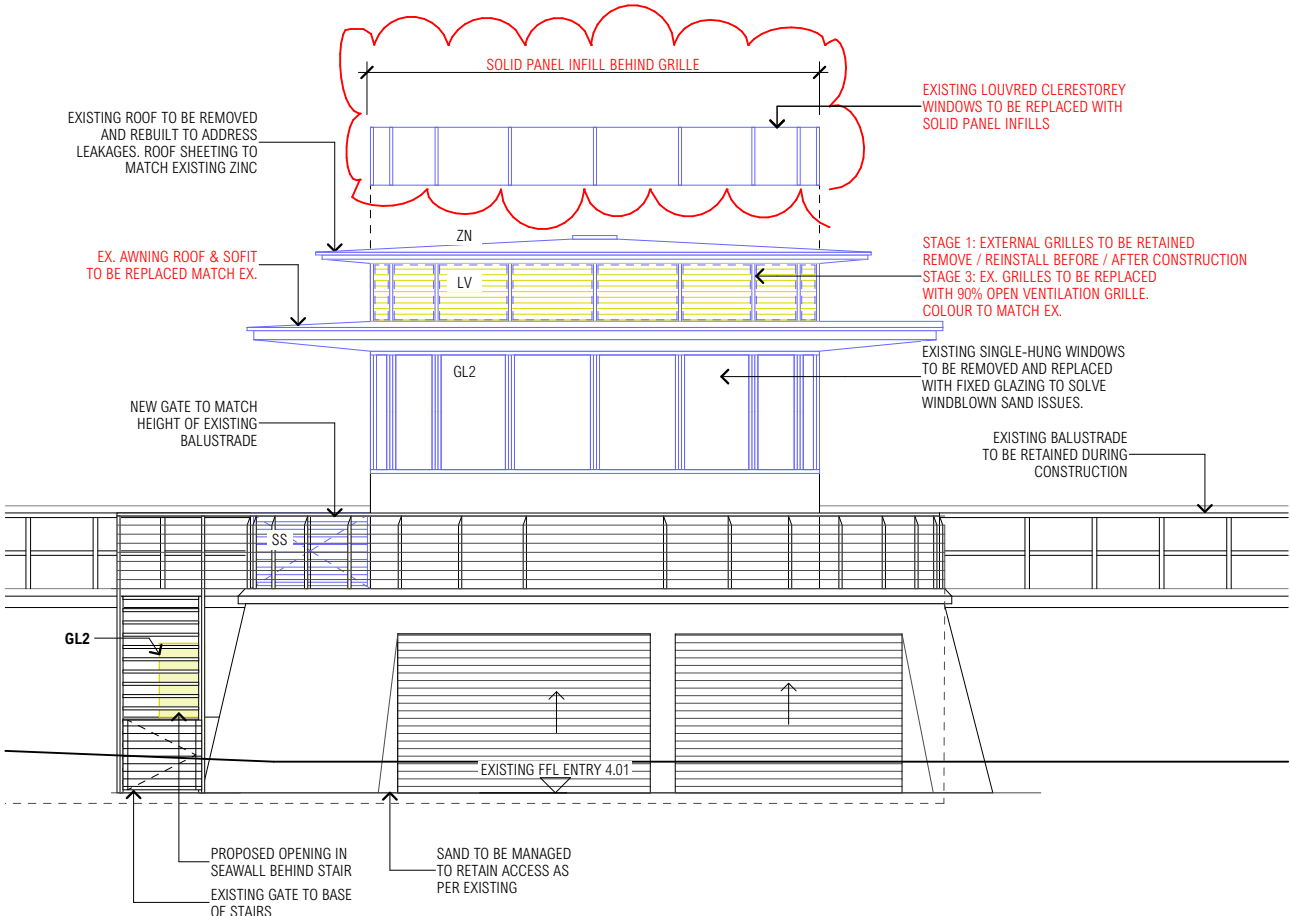 SOLID PANEL INFILL BEHIND GRILLE
EXISTING LOUVRED CLERESTOREY
WINDOWS TO BE REPLACED WITH
SOLID PANEL INFILLS
EXISTING ROOF TO BE REMOVED
AND REBUILT TO ADDRESS
LEAKAGES. ROOF SHEETING TO
MATCH EXISTING ZINC
ZN
EX. AWNING ROOF & SOFIT
TO BE REPLACED MATCH EX.
LV
STAGE 1: EXTERNAL GRILLES TO BE RETAINED
REMOVE / REINSTALL BEFORE / AFTER CONSTRUCTION
STAGE 3: EX. GRILLES TO BE REPLACED
WITH 90% OPEN VENTILATION GRILLE.
COLOUR TO MATCH EX.
GL2
EXISTING SINGLE-HUNG WINDOWS
TO BE REMOVED AND REPLACED
WITH FIXED GLAZING TO SOLVE
WINDBLOWN SAND ISSUES.
NEW GATE TO MATCH
HEIGHT OF EXISTING
BALUSTRADE
EXISTING BALUSTRADE
TO BE RETAINED DURING
CONSTRUCTION
SS
GL2
EXISTING FFL ENTRY 4.01
PROPOSED OPENING IN
SEAWALL BEHIND STAIR
EXISTING GATE TO BASE
OF STAIRS
SAND TO BE MANAGED
TO RETAIN ACCESS AS
PER EXISTING